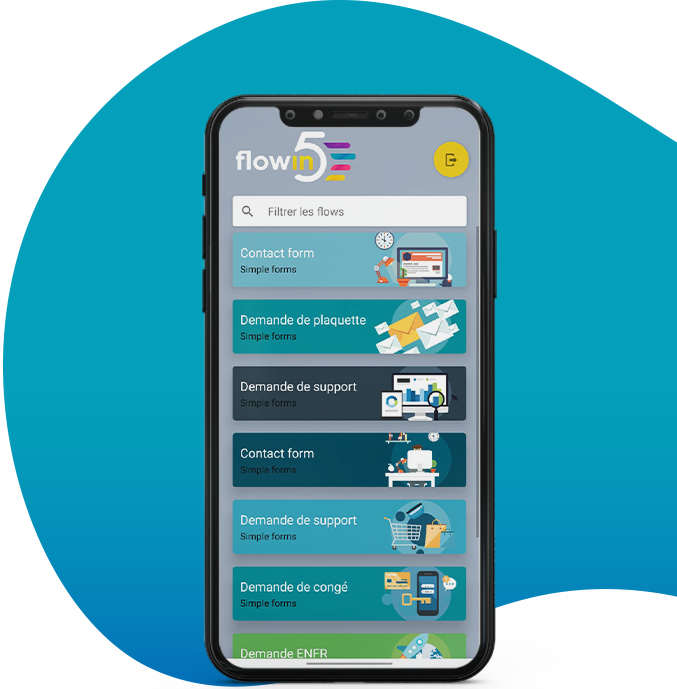 flowin5
Filtrer les flows
Contact form
Simple forms
Demande de plaquette
Simple forms
Demande de support
Simple forms
Contact form
Simple forms
Demande de support
Simple forms
Demande de congé
Simple forms
Demande ENFR